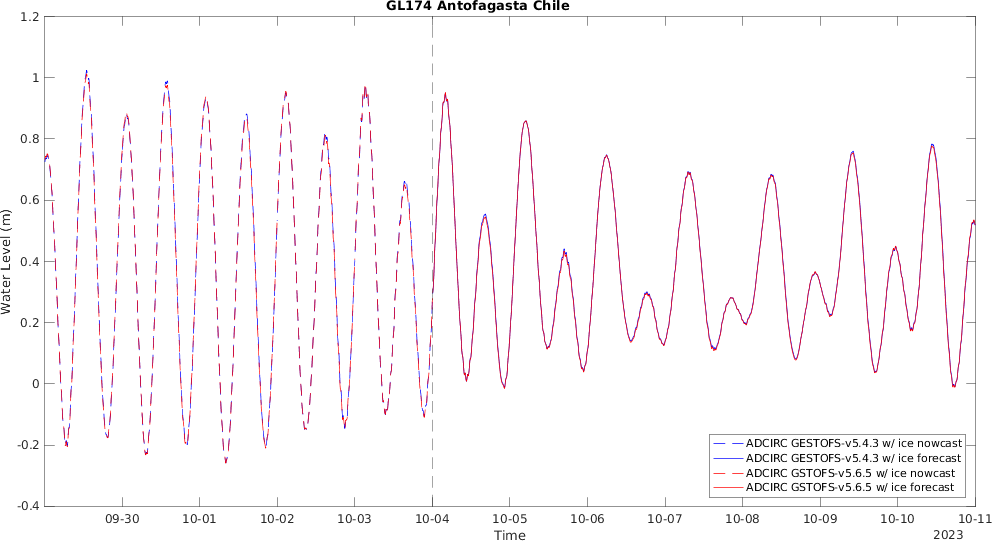 GL174 Antofagasta Chile
1.2
1
0.8
0.6
0.4
0.2
0
-0.2
-0.4
Water Level (m)
ADCIRC GESTOFS-v5.4.3 w/ ice nowcast
ADCIRC GESTOFS-v5.4.3 w/ ice forecast
ADCIRC GSTOFS-v5.6.5 w/ ice nowcast
ADCIRC GSTOFS-v5.6.5 w/ ice forecast
09-30 10-01 10-02 10-03 10-04 10-05 10-06 10-07 10-08 10-09 10-10 10-11
Time
2023